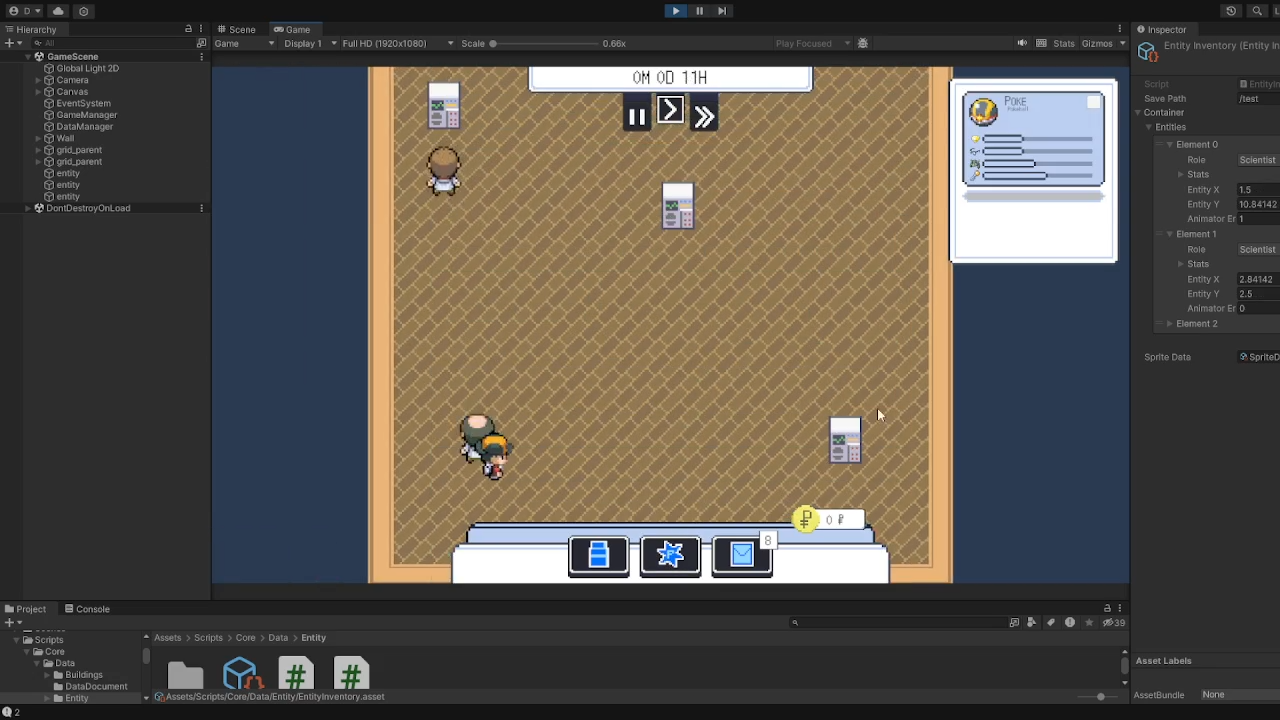 D
Hierarchy
Scene
Game
Inspector
All
Game
Display 1
Full HD (1920x1080)
Scale
0.66x
Play Focused
Stats
Gizmos
Entity Inventory (Entity In
GameScene
Global Light 2D
Camera
Canvas
EventSystem
GameManager
DataManager
Wall
grid_parent
grid_parent
entity
entity
entity
DontDestroyOnLoad
0M 0D 11H
POKE
8
0 ₽
Script
EntityIn
Save Path
/test
Container
Entities
Element 0
Role
Scientist
Stats
Entity X
1.5
Entity Y
10.84142
Animator Er
1
Element 1
Role
Scientist
Stats
Entity X
2.84142
Entity Y
2.5
Animator Er
0
Element 2
Sprite Data
SpriteD
Project
Console
39
Scripts
Core
Data
Buildings
DataDocument
Entity
Assets > Scripts > Core > Data > Entity
Assets/Scripts/Core/Data/Entity/EntityInventory.asset
Asset Labels
AssetBundle
None
2